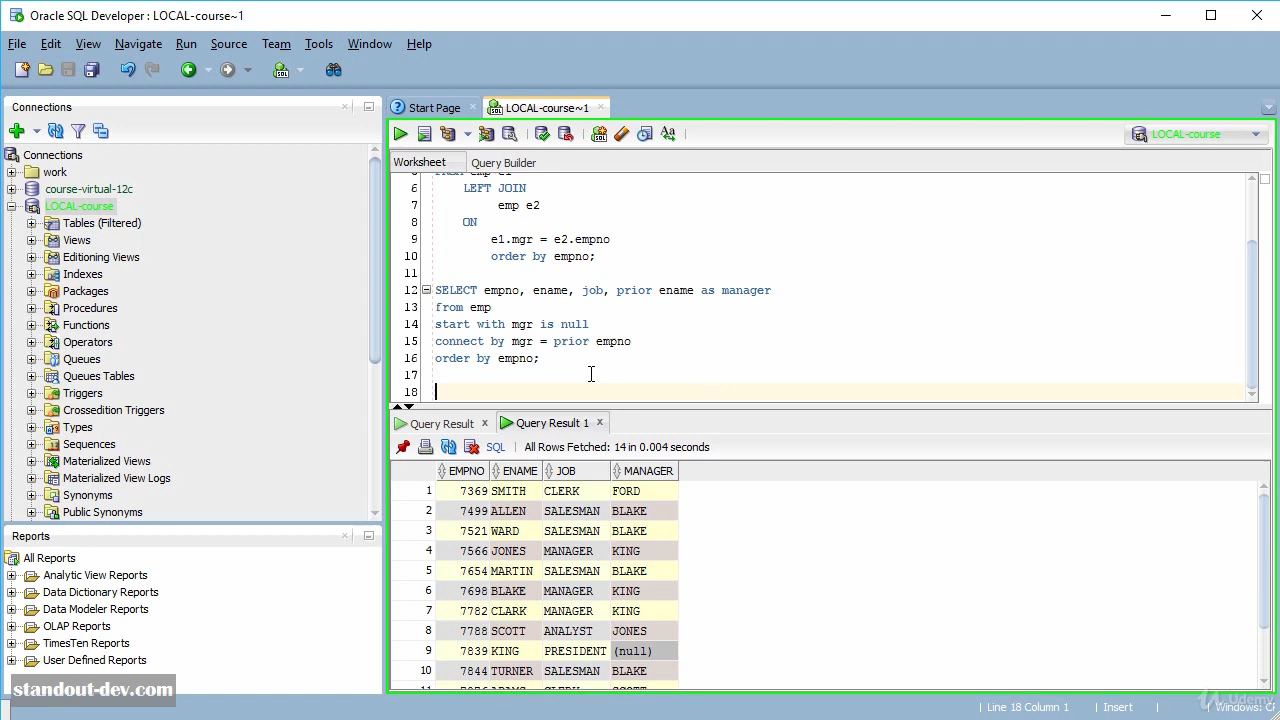 Oracle SQL Developer : LOCAL-course~1
File Edit View Navigate Run Source Team Tools Window Help
Connections
Connections
work
course-virtual-12c
LOCAL-course
Tables (Filtered)
Views
Editioning Views
Indexes
Packages
Procedures
Functions
Operators
Queues
Queues Tables
Triggers
Crossedition Triggers
Types
Sequences
Materialized Views
Materialized View Logs
Synonyms
Public Synonyms
Reports
All Reports
Analytic View Reports
Data Dictionary Reports
Data Modeler Reports
OLAP Reports
TimesTen Reports
User Defined Reports
standout-dev.com
Start Page LOCAL-course~1
LOCAL-course
Worksheet Query Builder
6 LEFT JOIN
7 emp e2
8 ON
9 e1.mgr = e2.empno
10 order by empno;
11
12 SELECT empno, ename, job, prior ename as manager
13 from emp
14 start with mgr is null
15 connect by mgr = prior empno
16 order by empno;
17
18
Query Result Query Result 1
SQL All Rows Fetched: 14 in 0.004 seconds
EMPNO ENAME JOB MANAGER
1 7369 SMITH CLERK FORD
2 7499 ALLEN SALESMAN BLAKE
3 7521 WARD SALESMAN BLAKE
4 7566 JONES MANAGER KING
5 7654 MARTIN SALESMAN BLAKE
6 7698 BLAKE MANAGER KING
7 7782 CLARK MANAGER KING
8 7788 SCOTT ANALYST JONES
9 7839 KING PRESIDENT (null)
10 7844 TURNER SALESMAN BLAKE
Line 18 Column 1 Insert Windows: C
Udemy